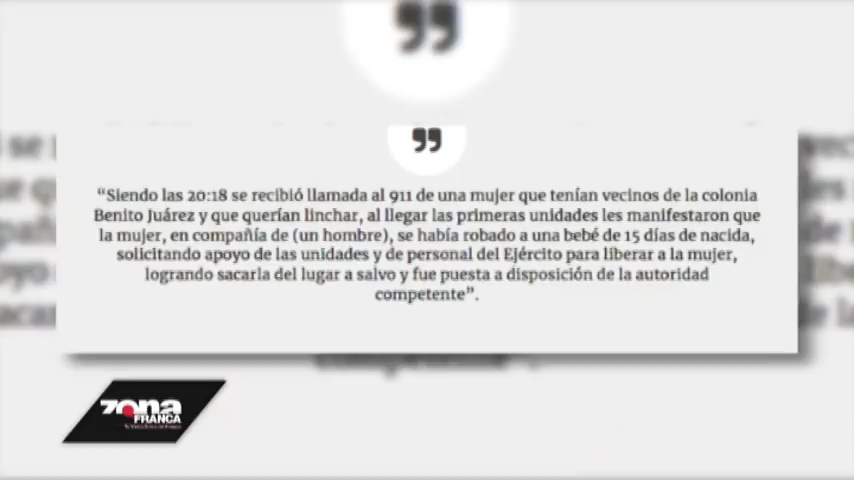 “Siendo las 20:18 se recibió llamada al 911 de una mujer que tenían vecinos de la colonia
Benito Juárez y que querían linchar, al llegar las primeras unidades les manifestaron que
la mujer, en compañía de (un hombre), se había robado a una bebé de 15 días de nacida,
solicitando apoyo de las unidades y de personal del Ejército para liberar a la mujer,
logrando sacarla del lugar a salvo y fue puesta a disposición de la autoridad
competente”.
ZONA
FRANCA